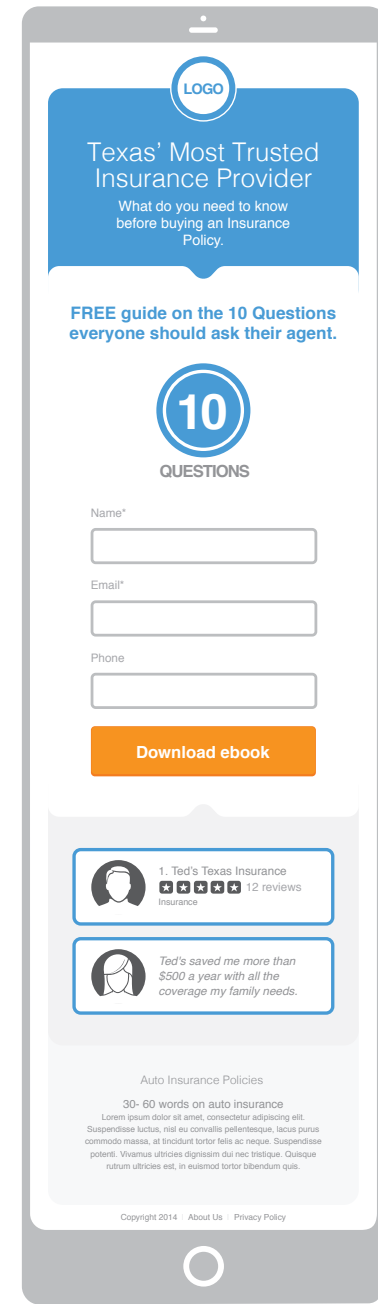 LOGO
Texas’ Most Trusted
Insurance Provider
What do you need to know
before buying an Insurance
Policy.
FREE guide on the 10 Questions
everyone should ask their agent.
10
QUESTIONS
Name*
Email*
Phone
Download ebook
1. Ted’s Texas Insurance
12 reviews
Insurance
Ted’s saved me more than
$500 a year with all the
coverage my family needs.
Auto Insurance Policies
30- 60 words on auto insurance
Lorem ipsum dolor sit amet, consectetur adipiscing elit.
Suspendisse luctus, nisl eu convallis pellentesque, lacus purus
commodo massa, at tincidunt tortor felis ac neque. Suspendisse
potenti. Vivamus ultricies dignissim dui nec tristique. Quisque
rutrum ultricies est, in euismod tortor bibendum quis.
Copyright 2014 | About Us | Privacy Policy